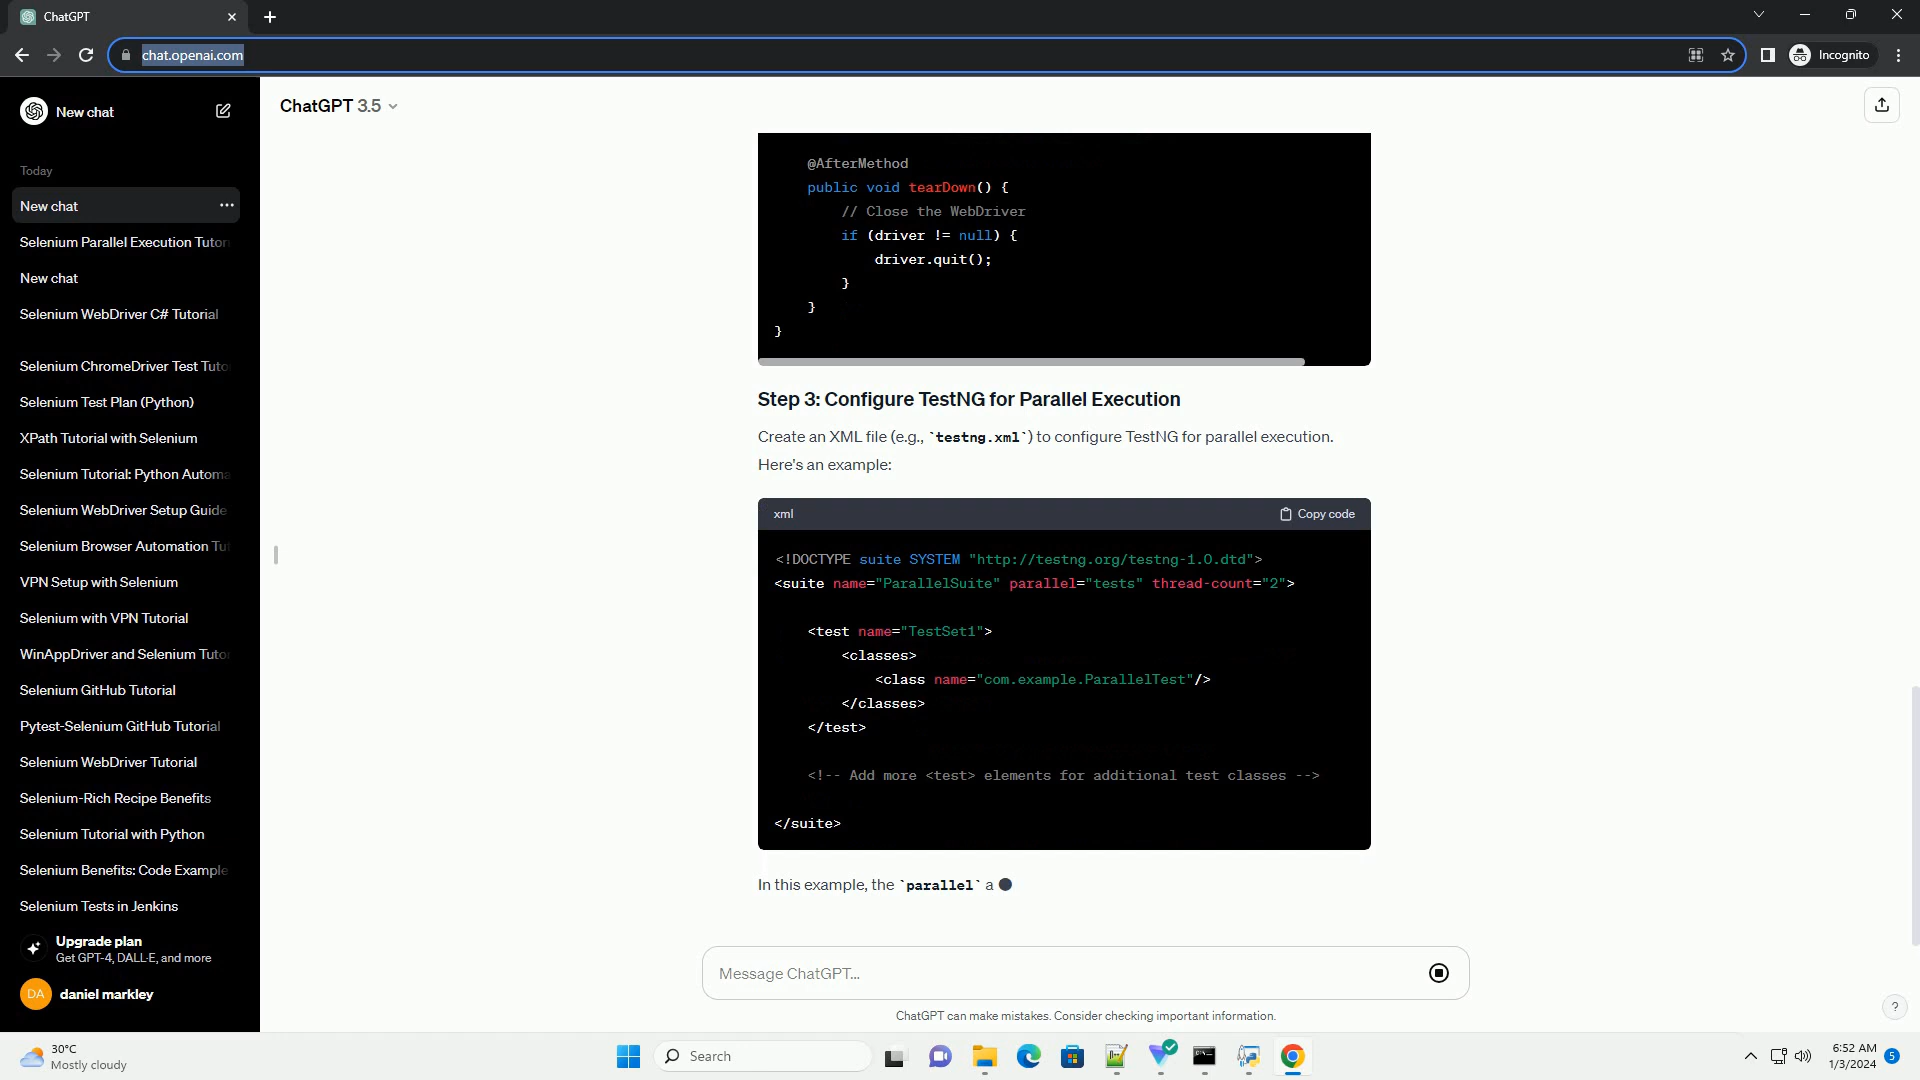 ChatGPT
chat.openai.com
Incognito
New chat
Today
New chat
Selenium Parallel Execution Tutor
New chat
Selenium WebDriver C# Tutorial
Selenium ChromeDriver Test Tuto
Selenium Test Plan (Python)
XPath Tutorial with Selenium
Selenium Tutorial: Python Automa
Selenium WebDriver Setup Guide
Selenium Browser Automation Tut
VPN Setup with Selenium
Selenium with VPN Tutorial
WinAppDriver and Selenium Tutor
Selenium GitHub Tutorial
Pytest-Selenium GitHub Tutorial
Selenium WebDriver Tutorial
Selenium-Rich Recipe Benefits
Selenium Tutorial with Python
Selenium Benefits: Code Example
Selenium Tests in Jenkins
Upgrade plan
Get GPT-4, DALL·E, and more
DA daniel markley
ChatGPT 3.5
@AfterMethod
public void tearDown() {
// Close the WebDriver
if (driver != null) {
driver.quit();
}
}
}
Step 3: Configure TestNG for Parallel Execution
Create an XML file (e.g., `testng.xml`) to configure TestNG for parallel execution.
Here's an example:
xml Copy code
<!DOCTYPE suite SYSTEM "http://testng.org/testng-1.0.dtd">
<suite name="ParallelSuite" parallel="tests" thread-count="2">
<test name="TestSet1">
<classes>
<class name="com.example.ParallelTest"/>
</classes>
</test>
<!-- Add more <test> elements for additional test classes -->
</suite>
In this example, the `parallel` a
Message ChatGPT...
ChatGPT can make mistakes. Consider checking important information.
?
30°C
Mostly cloudy
Search
6:52 AM
1/3/2024
5